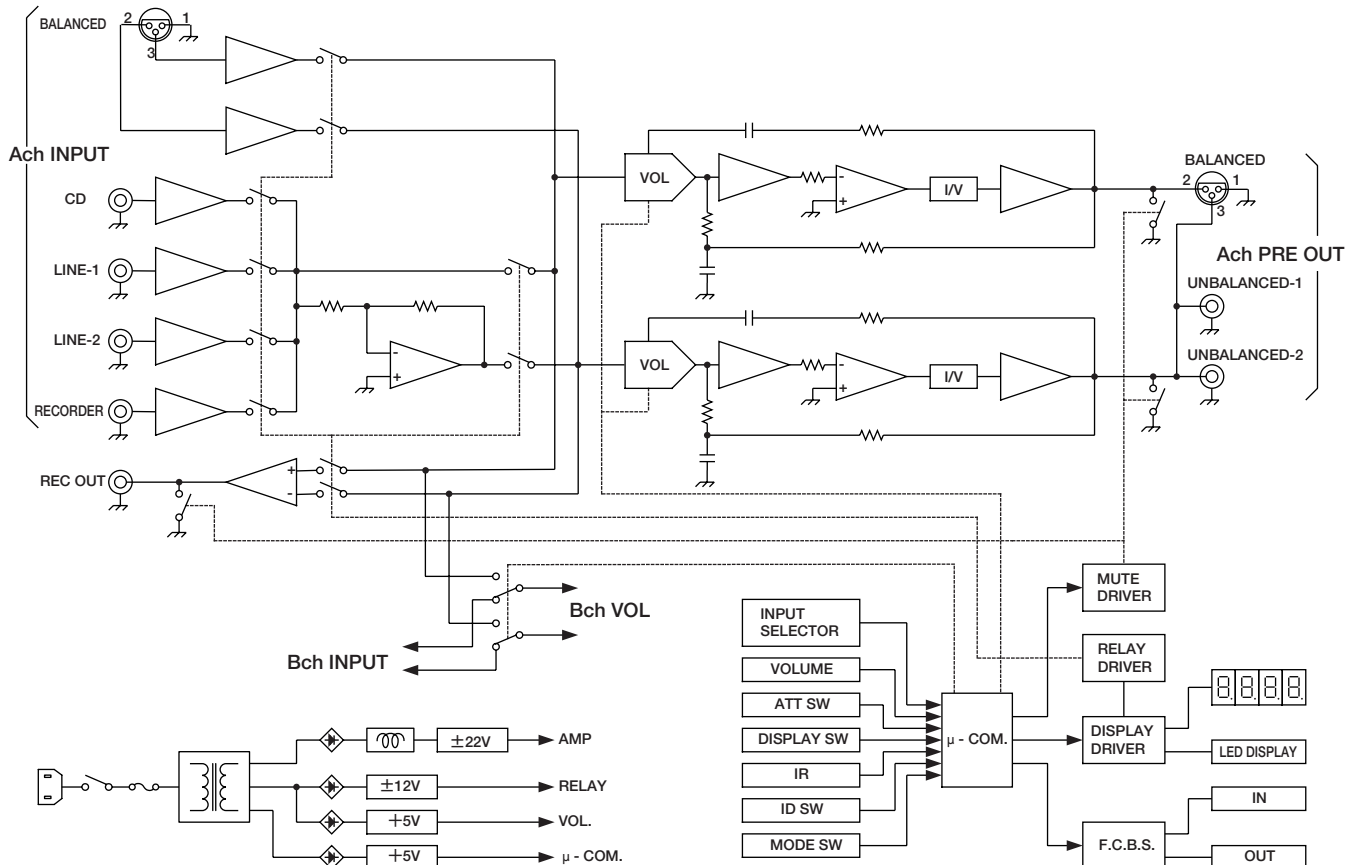 BALANCED
2
1
3
Ach INPUT
CD
LINE-1
LINE-2
RECORDER
REC OUT
-
+
+
-
VOL
-
+
I/V
VOL
-
+
I/V
BALANCED
2
1
3
Ach PRE OUT
UNBALANCED-1
UNBALANCED-2
Bch VOL
Bch INPUT
±22V
AMP
±12V
RELAY
+5V
VOL.
+5V
μ - COM.
INPUT
SELECTOR
VOLUME
ATT SW
DISPLAY SW
IR
ID SW
MODE SW
μ - COM.
MUTE
DRIVER
RELAY
DRIVER
DISPLAY
DRIVER
8.8.8.8.
LED DISPLAY
F.C.B.S.
IN
OUT